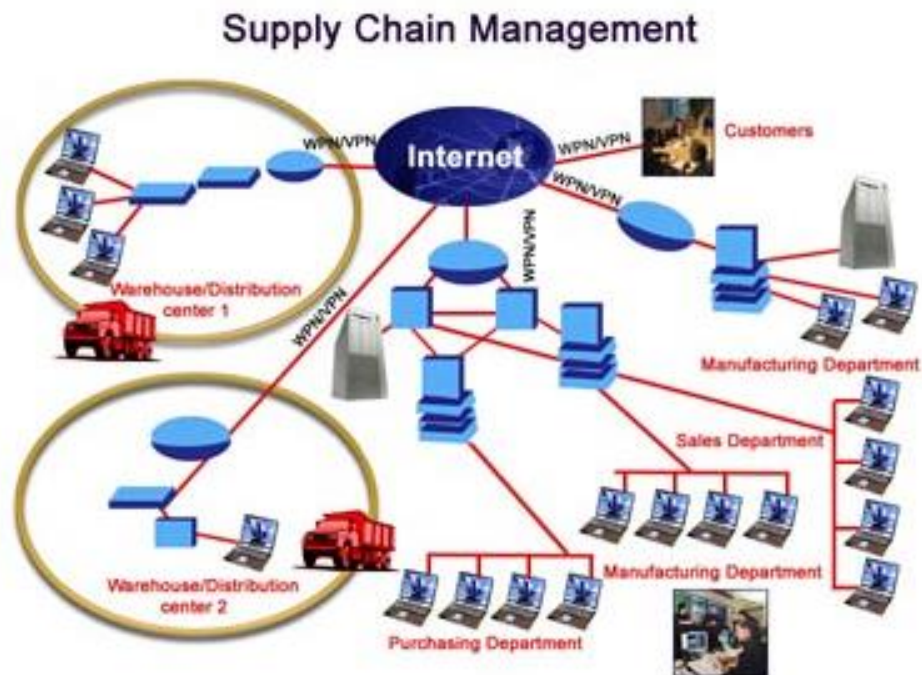 Supply Chain Management
WPN/VPN
Internet
WPN/VPN
Customers
WPN/VPN
WPN/VPN
Warehouse/Distribution
center 1
WPN/VPN
Manufacturing Department
Sales Department
Warehouse/Distribution
center 2
Manufacturing Department
Purchasing Department